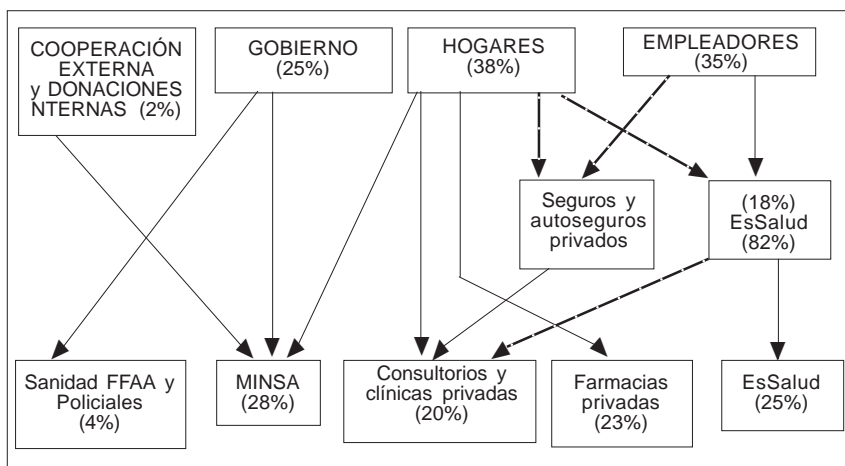 COOPERACIÓN
EXTERNA
y DONACIONES
NTERNAS (2%)
GOBIERNO
(25%)
HOGARES
(38%)
EMPLEADORES
(35%)
Seguros y
autoseguros
privados
(18%)
EsSalud
(82%)
Sanidad FFAA y
Policiales
(4%)
MINSA
(28%)
Consultorios y
clínicas privadas
(20%)
Farmacias
privadas
(23%)
EsSalud
(25%)